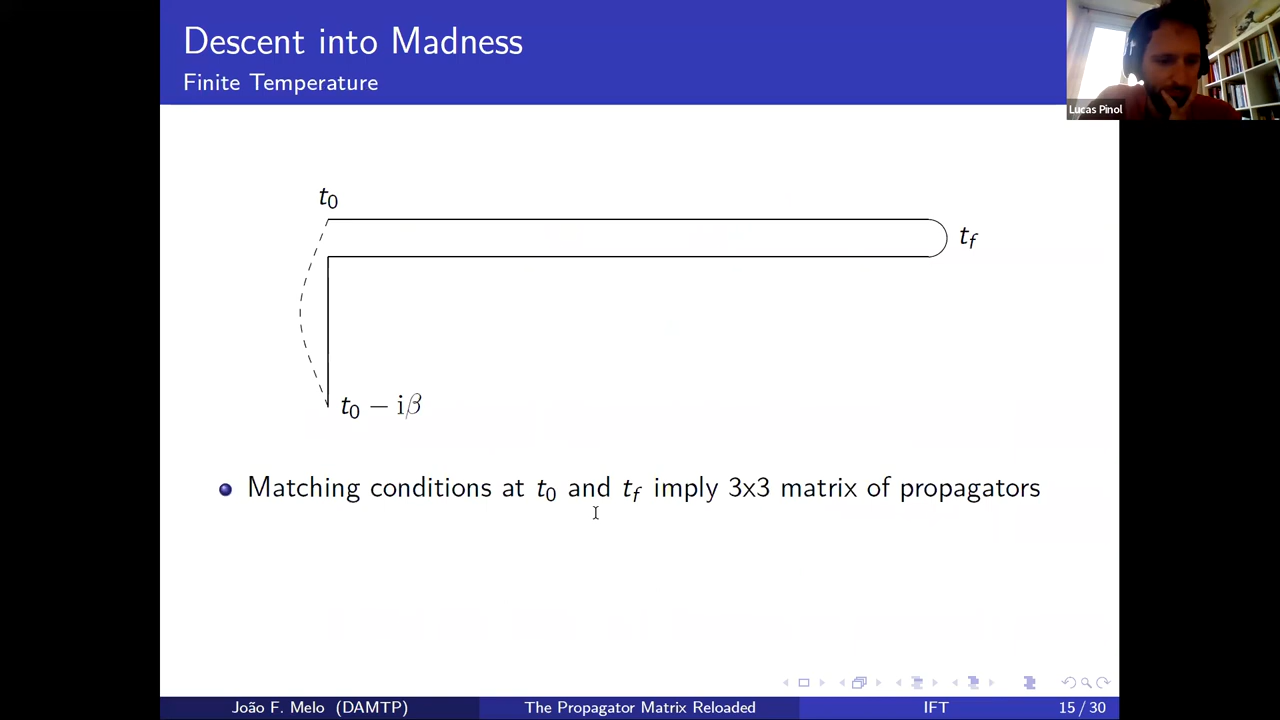 Descent into Madness
Finite Temperature
Lucas Pinol
t₀
t_f
t₀ − iβ
Matching conditions at t₀ and t_f imply 3x3 matrix of propagators
João F. Melo (DAMTP)
The Propagator Matrix Reloaded
IFT
15 / 30